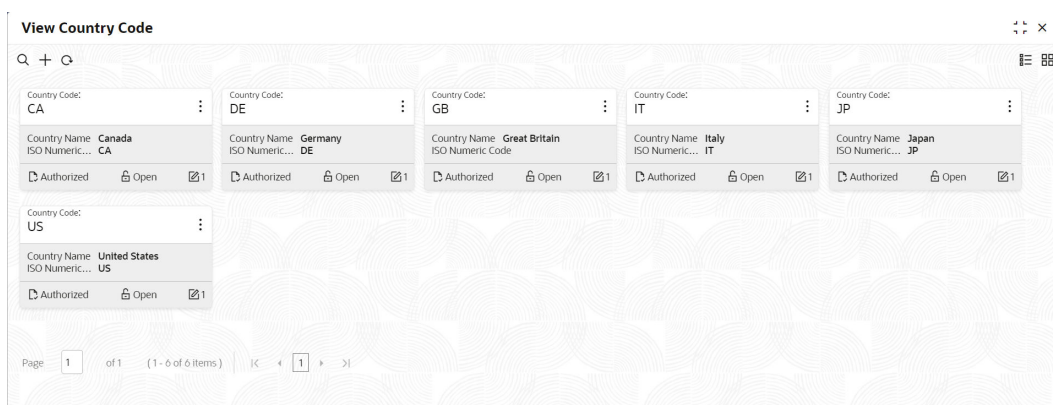 View Country Code
Country Code:
CA
Country Name Canada
ISO Numeric... CA
Authorized Open 1
Country Code:
DE
Country Name Germany
ISO Numeric... DE
Authorized Open 1
Country Code:
GB
Country Name Great Britain
ISO Numeric Code
Authorized Open 1
Country Code:
IT
Country Name Italy
ISO Numeric... IT
Authorized Open 1
Country Code:
JP
Country Name Japan
ISO Numeric... JP
Authorized Open 1
Country Code:
US
Country Name United States
ISO Numeric... US
Authorized Open 1
Page 1 of 1 (1 - 6 of 6 items) 1